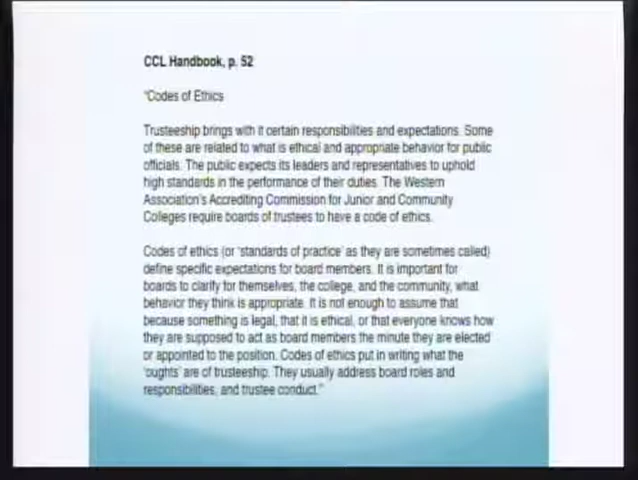 CCL Handbook, p. 52
"Codes of Ethics
Trusteeship brings with it certain responsibilities and expectations. Some
of these are related to what is ethical and appropriate behavior for public
officials. The public expects its leaders and representatives to uphold
high standards in the performance of their duties. The Western
Association's Accrediting Commission for Junior and Community
Colleges require boards of trustees to have a code of ethics.
Codes of ethics (or 'standards of practice' as they are sometimes called)
define specific expectations for board members. It is important for
boards to clarify for themselves, the college, and the community, what
behavior they think is appropriate. It is not enough to assume that
because something is legal, that it is ethical, or that everyone knows how
they are supposed to act as board members the minute they are elected
or appointed to the position. Codes of ethics put in writing what the
'oughts' are of trusteeship. They usually address board roles and
responsibilities, and trustee conduct."